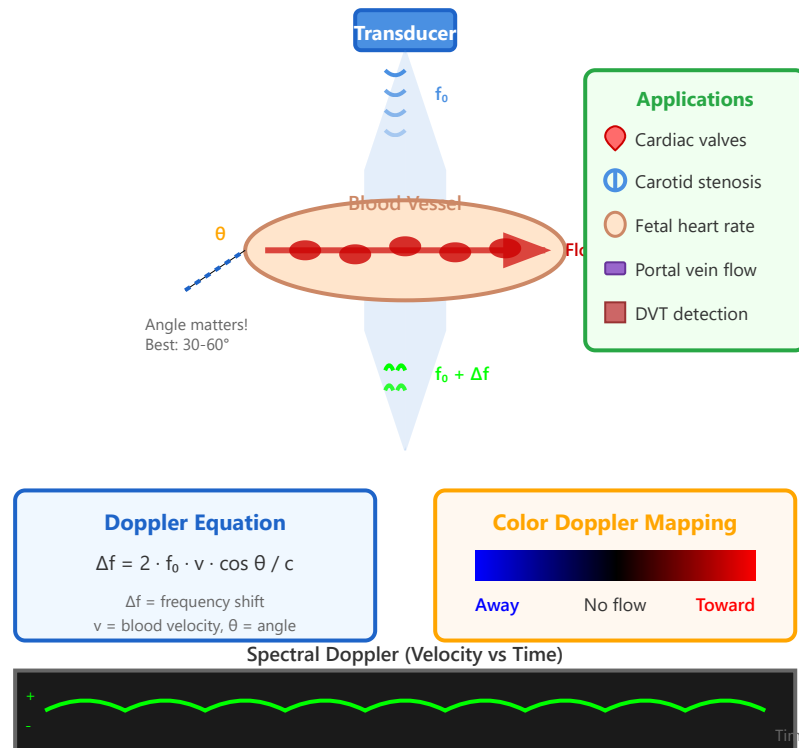 Transducer
f₀
Applications
Cardiac valves
Carotid stenosis
Fetal heart rate
Portal vein flow
DVT detection
Blood Vessel
θ
Angle matters!
Best: 30-60°
f₀ + Δf
Doppler Equation
Δf = 2 · f₀ · v · cos θ / c
Δf = frequency shift
v = blood velocity, θ = angle
Color Doppler Mapping
Away No flow Toward
Spectral Doppler (Velocity vs Time)
+
-